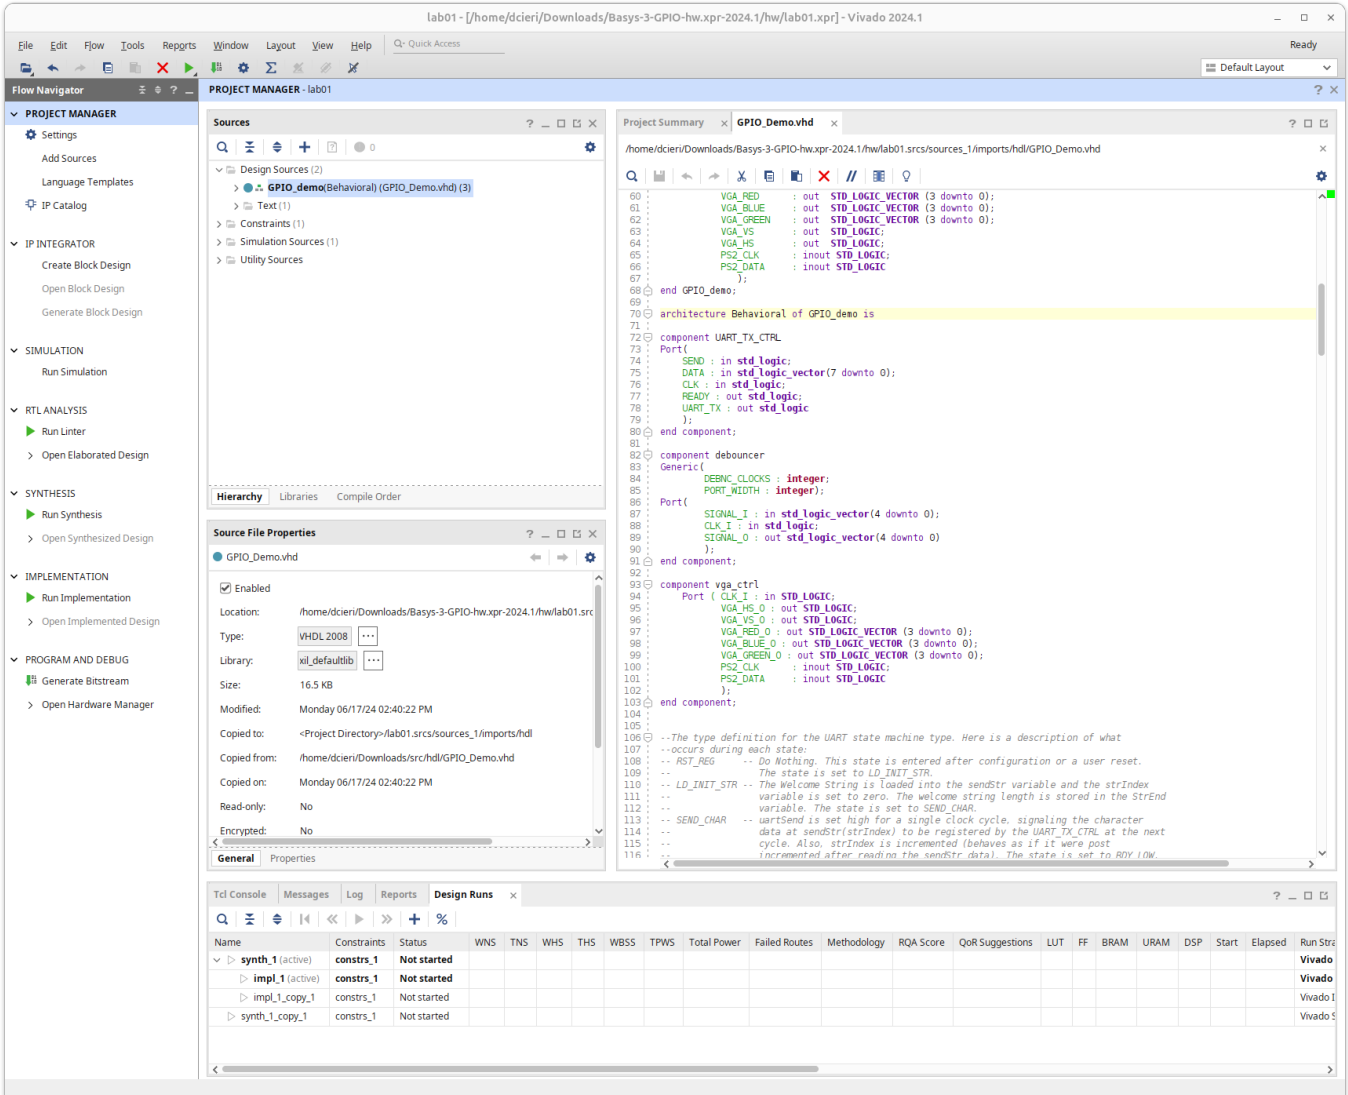 lab01 - [/home/dcieri/Downloads/Basys-3-GPIO-hw.xpr-2024.1/hw/lab01.xpr] - Vivado 2024.1
File Edit Flow Tools Reports Window Layout View Help Quick Access Ready
Default Layout
Flow Navigator
PROJECT MANAGER
Settings
Add Sources
Language Templates
IP Catalog
IP INTEGRATOR
Create Block Design
Open Block Design
Generate Block Design
SIMULATION
Run Simulation
RTL ANALYSIS
Run Linter
Open Elaborated Design
SYNTHESIS
Run Synthesis
Open Synthesized Design
IMPLEMENTATION
Run Implementation
Open Implemented Design
PROGRAM AND DEBUG
Generate Bitstream
Open Hardware Manager
PROJECT MANAGER - lab01
Sources
0
Design Sources (2)
GPIO_demo(Behavioral) (GPIO_Demo.vhd) (3)
Text (1)
Constraints (1)
Simulation Sources (1)
Utility Sources
Hierarchy Libraries Compile Order
Source File Properties
GPIO_Demo.vhd
Enabled
Location: /home/dcieri/Downloads/Basys-3-GPIO-hw.xpr-2024.1/hw/lab01.src
Type: VHDL 2008 ...
Library: xil_defaultlib ...
Size: 16.5 KB
Modified: Monday 06/17/24 02:40:22 PM
Copied to: <Project Directory>/lab01.srcs/sources_1/imports/hdl
Copied from: /home/dcieri/Downloads/src/hdl/GPIO_Demo.vhd
Copied on: Monday 06/17/24 02:40:22 PM
Read-only: No
Encrypted: No
General Properties
Project Summary GPIO_Demo.vhd
/home/dcieri/Downloads/Basys-3-GPIO-hw.xpr-2024.1/hw/lab01.srcs/sources_1/imports/hdl/GPIO_Demo.vhd
60 VGA_RED : out STD_LOGIC_VECTOR (3 downto 0);
61 VGA_BLUE : out STD_LOGIC_VECTOR (3 downto 0);
62 VGA_GREEN : out STD_LOGIC_VECTOR (3 downto 0);
63 VGA_VS : out STD_LOGIC;
64 VGA_HS : out STD_LOGIC;
65 PS2_CLK : inout STD_LOGIC;
66 PS2_DATA : inout STD_LOGIC
67 );
68 end GPIO_demo;
69
70 architecture Behavioral of GPIO_demo is
71
72 component UART_TX_CTRL
73 Port(
74 SEND : in std_logic;
75 DATA : in std_logic_vector(7 downto 0);
76 CLK : in std_logic;
77 READY : out std_logic;
78 UART_TX : out std_logic
79 );
80 end component;
81
82 component debouncer
83 Generic(
84 DEBNC_CLOCKS : integer;
85 PORT_WIDTH : integer);
86 Port(
87 SIGNAL_I : in std_logic_vector(4 downto 0);
88 CLK_I : in std_logic;
89 SIGNAL_O : out std_logic_vector(4 downto 0)
90 );
91 end component;
92
93 component vga_ctrl
94 Port ( CLK_I : in STD_LOGIC;
95 VGA_HS_O : out STD_LOGIC;
96 VGA_VS_O : out STD_LOGIC;
97 VGA_RED_O : out STD_LOGIC_VECTOR (3 downto 0);
98 VGA_BLUE_O : out STD_LOGIC_VECTOR (3 downto 0);
99 VGA_GREEN_O : out STD_LOGIC_VECTOR (3 downto 0);
100 PS2_CLK : inout STD_LOGIC;
101 PS2_DATA : inout STD_LOGIC
102 );
103 end component;
104
105
106 --The type definition for the UART state machine type. Here is a description of what
107 --occurs during each state:
108 -- RST_REG -- Do Nothing. This state is entered after configuration or a user reset.
109 -- The state is set to LD_INIT_STR.
110 -- LD_INIT_STR -- The Welcome String is loaded into the sendStr variable and the strIndex
111 -- variable is set to zero. The welcome string length is stored in the StrEnd
112 -- variable. The state is set to SEND_CHAR.
113 -- SEND_CHAR -- uartSend is set high for a single clock cycle, signaling the character
114 -- data at sendStr(strIndex) to be registered by the UART_TX_CTRL at the next
115 -- cycle. Also, strIndex is incremented (behaves as if it were post
116 -- incremented after reading the sendStr data). The state is set to RDY_LOW.
Tcl Console Messages Log Reports Design Runs
Name Constraints Status WNS TNS WHS THS WBSS TPWS Total Power Failed Routes Methodology RQA Score QoR Suggestions LUT FF BRAM URAM DSP Start Elapsed Run Stra
synth_1 (active) constrs_1 Not started Vivado
impl_1 (active) constrs_1 Not started Vivado
impl_1_copy_1 constrs_1 Not started Vivado I
synth_1_copy_1 constrs_1 Not started Vivado S